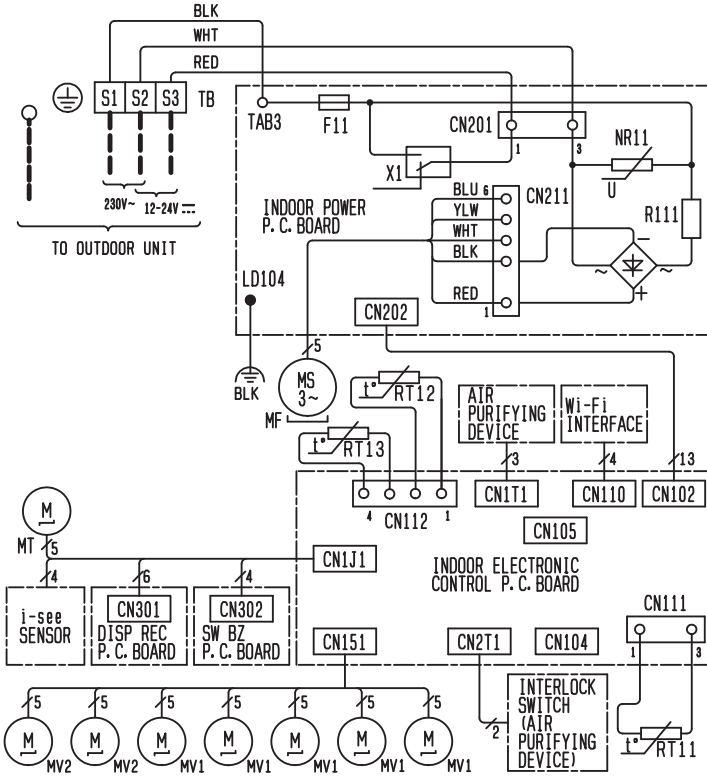 BLK
WHT
RED
S1 S2 S3 TB
TAB3
F11
CN201
1 3
NR11
U
X1
BLU 6
CN211
YLW
WHT
BLK
RED
1
R111
230V~
12-24V ⎓
TO OUTDOOR UNIT
INDOOR POWER
P.C.BOARD
~ − ~
+
LD104
BLK
CN202
5
MS
3~
MF
t° RT12
t° RT13
AIR
PURIFYING
DEVICE
Wi-Fi
INTERFACE
3
4
13
4 1
CN112
CN1T1
CN110
CN102
CN105
M
MT 5
CN1J1
INDOOR ELECTRONIC
CONTROL P.C.BOARD
4
6
4
i-see
SENSOR
CN301
DISP REC
P.C.BOARD
CN302
SW BZ
P.C.BOARD
CN151
CN2T1
CN104
CN111
1 3
2
INTERLOCK
SWITCH
(AIR
PURIFYING
DEVICE)
t° RT11
5 5 5 5 5 5 5
M M M M M M M
MV2 MV2 MV1 MV1 MV1 MV1 MV1